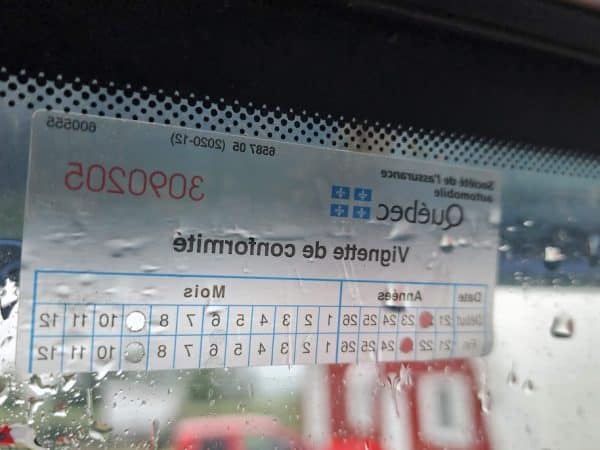 600555
6587 05 (2020-12)
Société de l'assurance
automobile
Québec
3090205
Vignette de conformité
Date Années Mois
Début 21 23 24 25 26 1 2 3 4 5 6 7 8 10 11 12
Fin 21 22 24 25 26 1 2 3 4 5 6 7 8 10 11 12